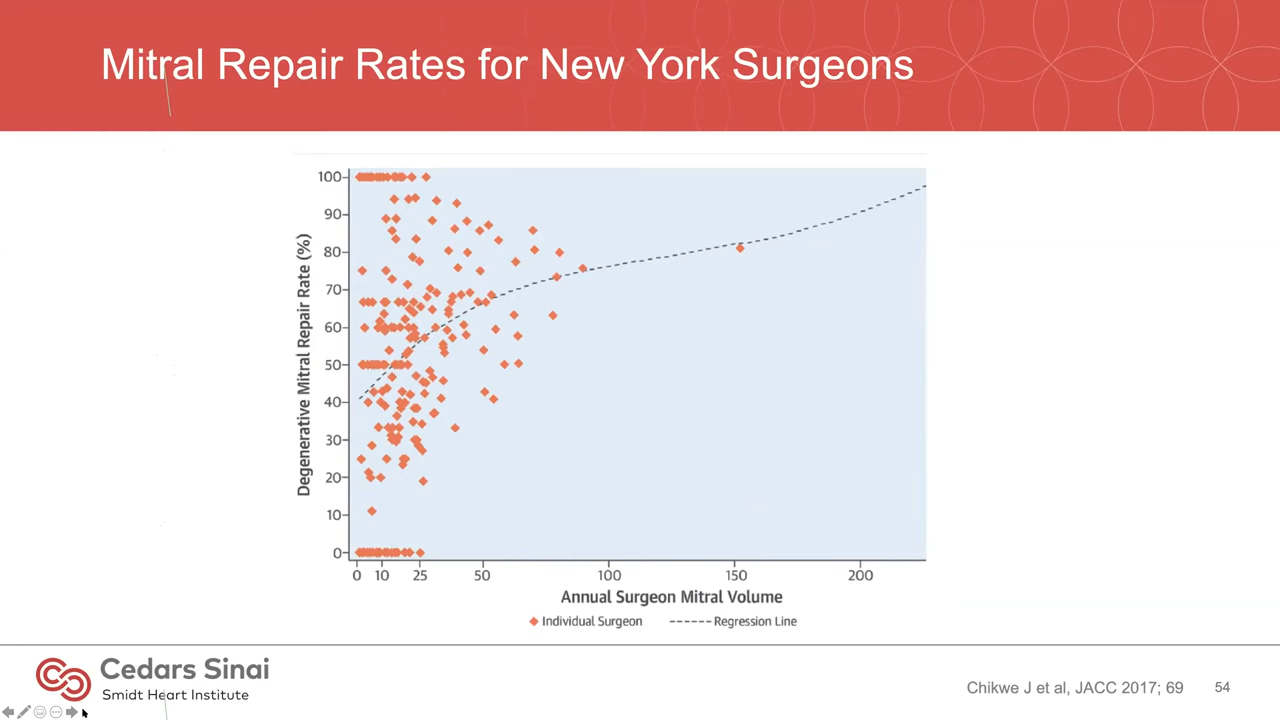 Mitral Repair Rates for New York Surgeons
Degenerative Mitral Repair Rate (%)
100
90
80
70
60
50
40
30
20
10
0
0 10 25 50 100 150 200
Annual Surgeon Mitral Volume
Individual Surgeon Regression Line
Cedars Sinai
Smidt Heart Institute
Chikwe J et al, JACC 2017; 69 54